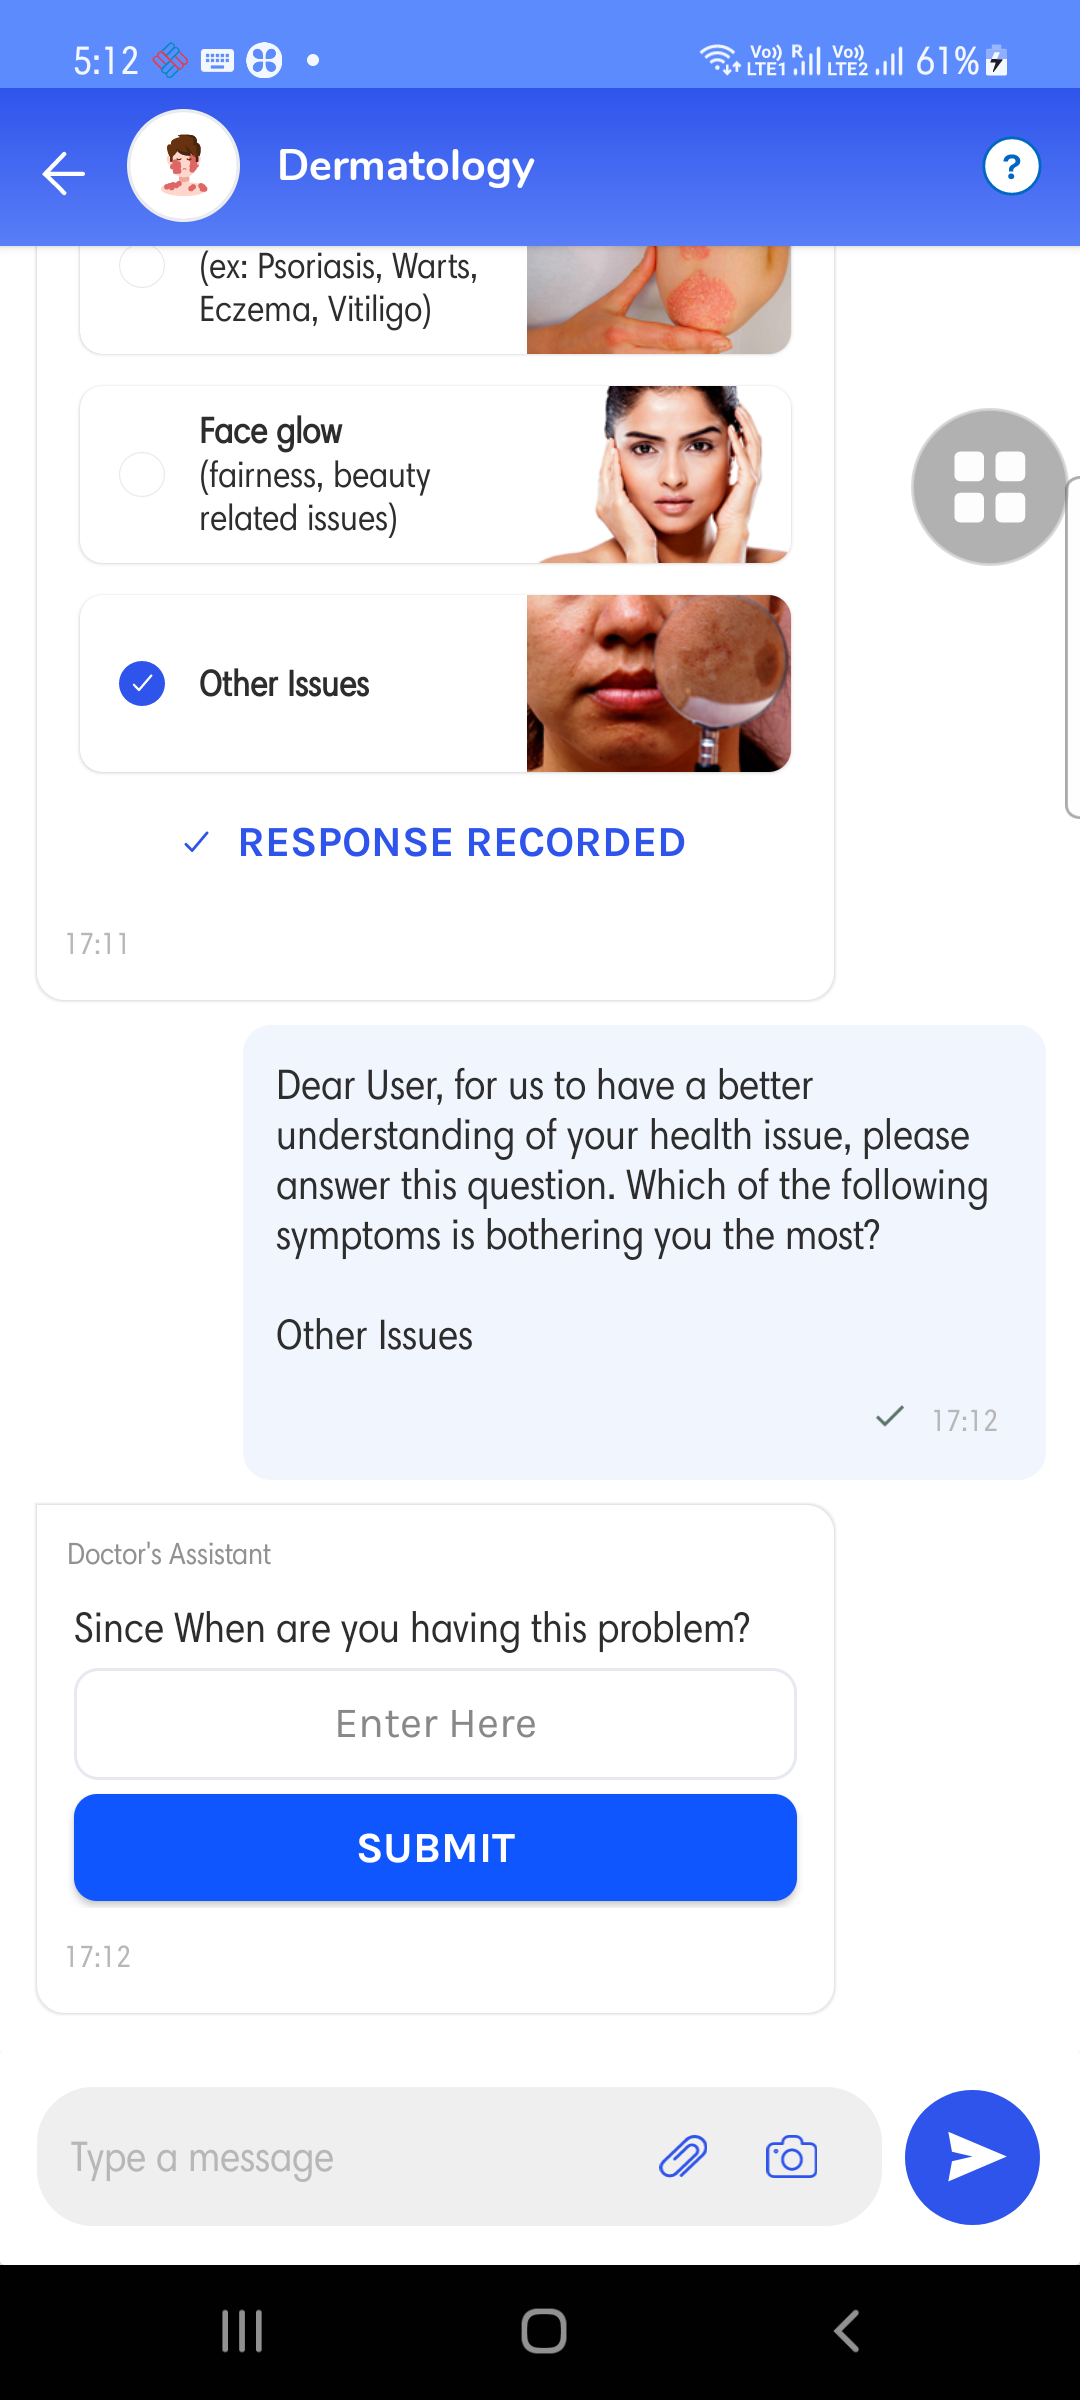 5:12
Vo)) R Vo)) 61%
LTE1 LTE2
Dermatology
?
(ex: Psoriasis, Warts,
Eczema, Vitiligo)
Face glow
(fairness, beauty
related issues)
Other Issues
RESPONSE RECORDED
17:11
Dear User, for us to have a better
understanding of your health issue, please
answer this question. Which of the following
symptoms is bothering you the most?
Other Issues
17:12
Doctor's Assistant
Since When are you having this problem?
Enter Here
SUBMIT
17:12
Type a message